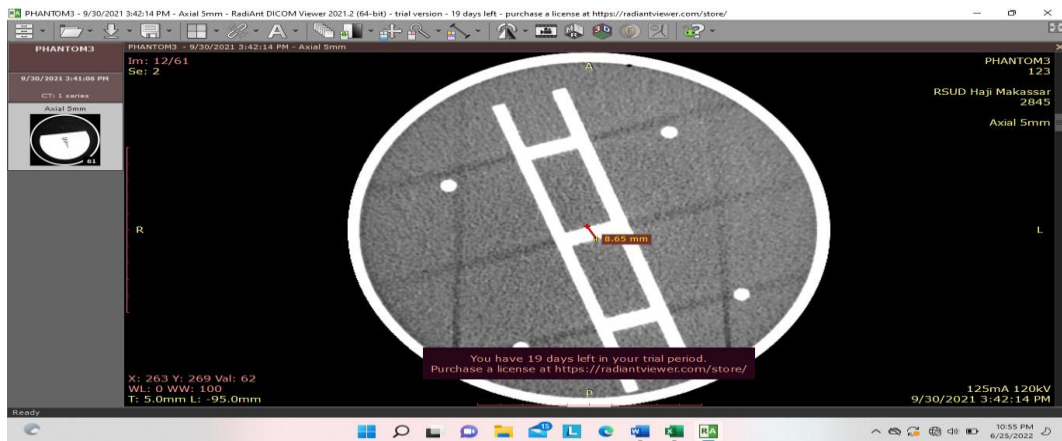 PHANTOM3 - 9/30/2021 3:42:14 PM - Axial 5mm - RadiAnt DICOM Viewer 2021.2 (64-bit) - trial version - 19 days left - purchase a license at https://radiantviewer.com/store/
PHANTOM3
9/30/2021 3:41:06 PM
CT: 1 series
Axial 5mm
61
PHANTOM3 - 9/30/2021 3:42:14 PM - Axial 5mm
Im: 12/61
Se: 2
A
PHANTOM3
123
RSUD Haji Makassar
2845
Axial 5mm
R
8.65 mm
L
You have 19 days left in your trial period.
Purchase a license at https://radiantviewer.com/store/
X: 263 Y: 269 Val: 62
WL: 0 WW: 100
T: 5.0mm L: -95.0mm
P
125mA 120kV
9/30/2021 3:42:14 PM
Ready
10:55 PM
6/25/2022